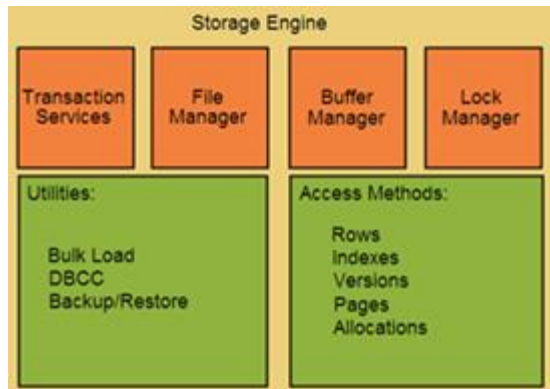 Storage Engine
Transaction
Services
File
Manager
Buffer
Manager
Lock
Manager
Utilities:
Bulk Load
DBCC
Backup/Restore
Access Methods:
Rows
Indexes
Versions
Pages
Allocations